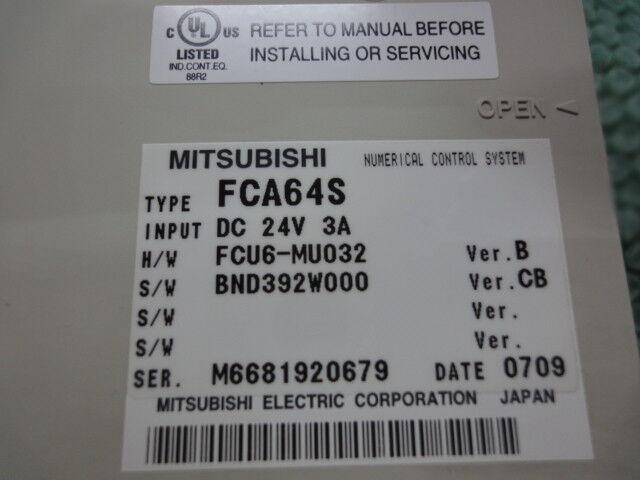 C UL US REFER TO MANUAL BEFORE
LISTED INSTALLING OR SERVICING
IND.CONT.EQ.
88R2
OPEN <
MITSUBISHI NUMERICAL CONTROL SYSTEM
TYPE FCA64S
INPUT DC 24V 3A
H/W FCU6-MU032 Ver.B
S/W BND392W000 Ver.CB
S/W Ver.
S/W Ver.
SER. M6681920679 DATE 0709
MITSUBISHI ELECTRIC CORPORATION JAPAN